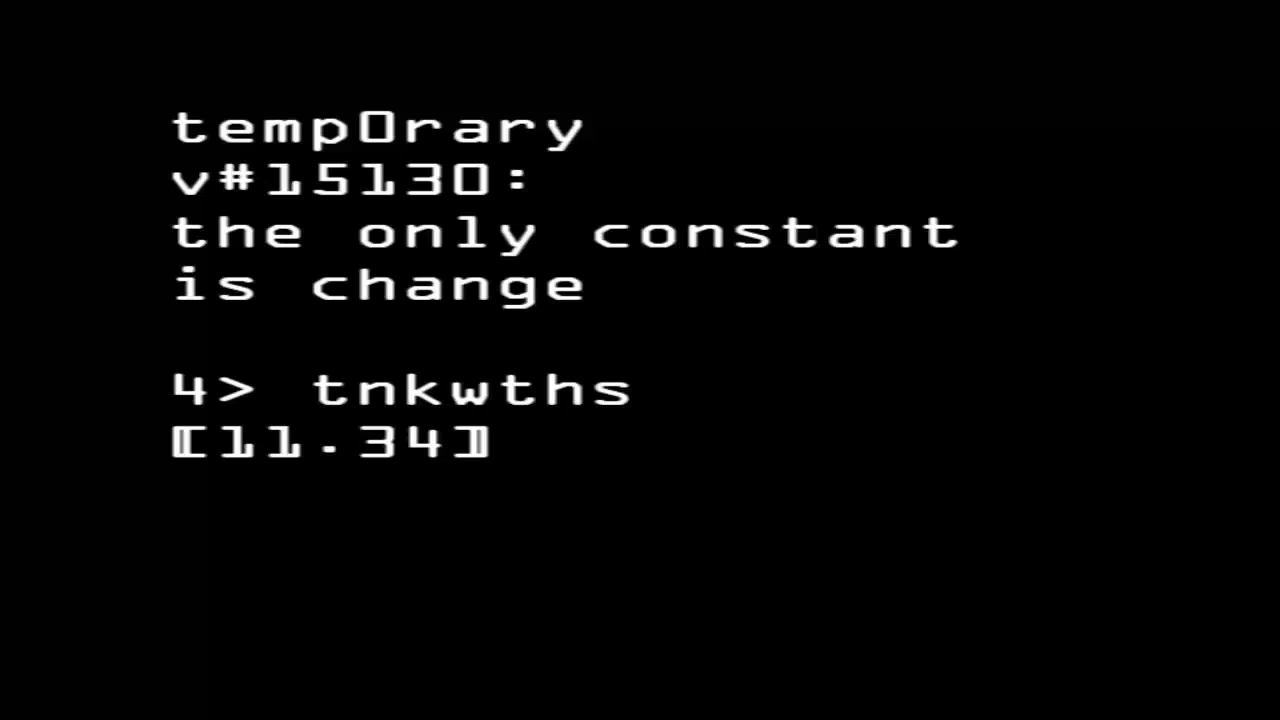 temp0rary
v#15130:
the only constant
is change
4> tnkwths
⟦11.34⟧